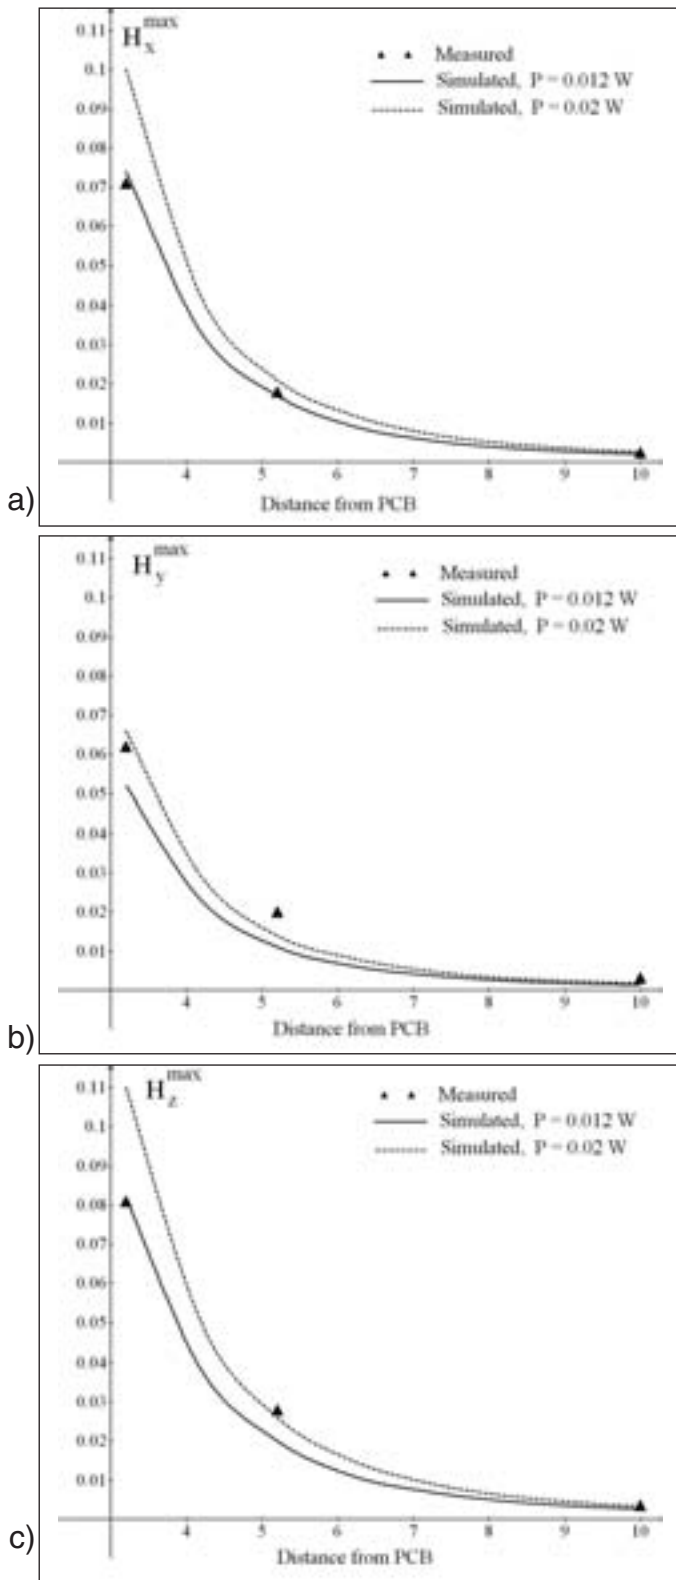 H_x^max
Measured
Simulated, P = 0.012 W
Simulated, P = 0.02 W
0.11
0.1
0.09
0.08
0.07
0.06
0.05
0.04
0.03
0.02
0.01
4 5 6 7 8 9 10
Distance from PCB
a)
H_y^max
Measured
Simulated, P = 0.012 W
Simulated, P = 0.02 W
0.11
0.1
0.09
0.08
0.07
0.06
0.05
0.04
0.03
0.02
0.01
4 5 6 7 8 9 10
Distance from PCB
b)
H_z^max
Measured
Simulated, P = 0.012 W
Simulated, P = 0.02 W
0.11
0.1
0.09
0.08
0.07
0.06
0.05
0.04
0.03
0.02
0.01
4 5 6 7 8 9 10
Distance from PCB
c)